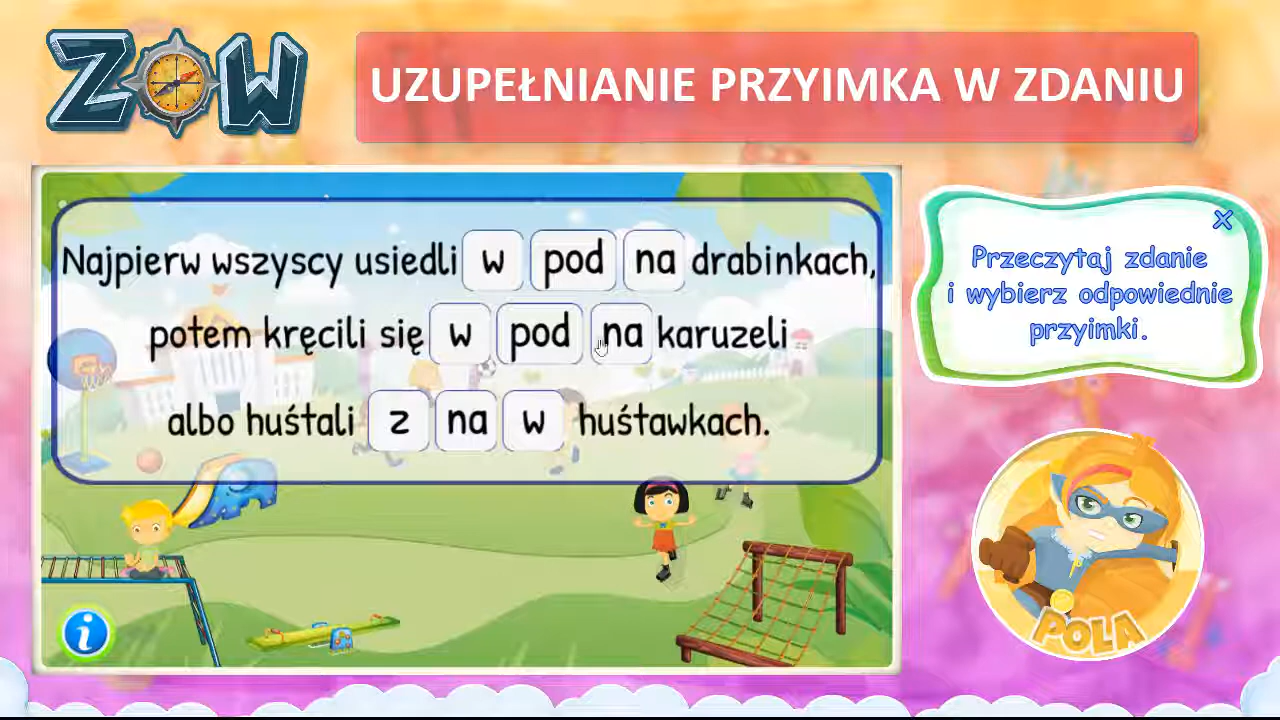 ZOW
UZUPEŁNIANIE PRZYIMKA W ZDANIU
Najpierw wszyscy usiedli w pod na drabinkach,
potem kręcili się w pod na karuzeli
albo huśtali z na w huśtawkach.
x
Przeczytaj zdanie
i wybierz odpowiednie
przyimki.
i
POLA